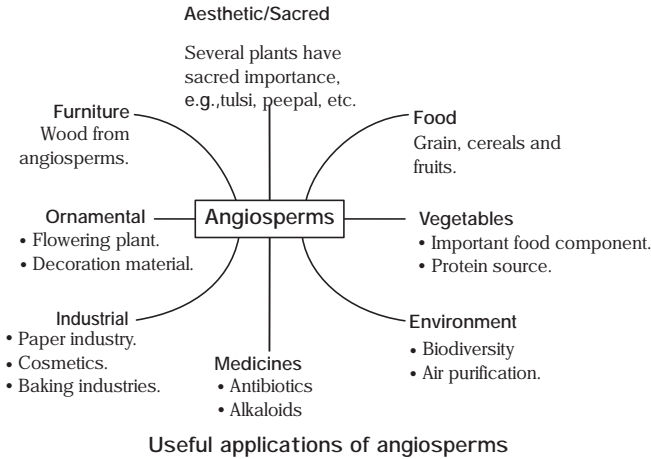 Aesthetic/Sacred
Several plants have
sacred importance,
e.g.,tulsi, peepal, etc.
Furniture
Wood from
angiosperms.
Food
Grain, cereals and
fruits.
Ornamental
• Flowering plant.
• Decoration material.
Angiosperms
Vegetables
• Important food component.
• Protein source.
Industrial
• Paper industry.
• Cosmetics.
• Baking industries.
Medicines
• Antibiotics
• Alkaloids
Environment
• Biodiversity
• Air purification.
Useful applications of angiosperms